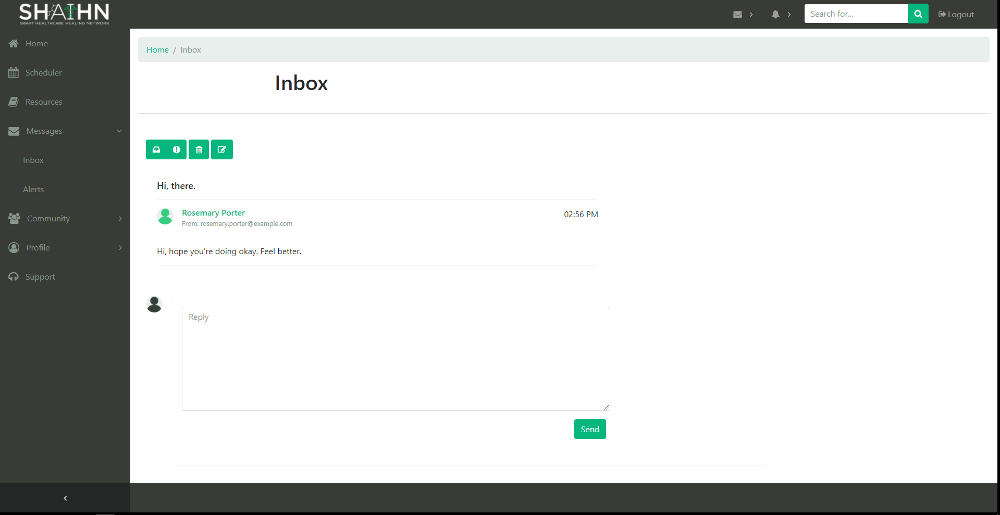 SHAIHN
SMART HEALTHCARE HEALING NETWORK
Search for...
Logout
Home
Scheduler
Resources
Messages
Inbox
Alerts
Community
Profile
Support
Home / Inbox
Inbox
Hi, there.
Rosemary Porter
02:56 PM
From: rosemary.porter@example.com
Hi, hope you're doing okay. Feel better.
Reply
Send